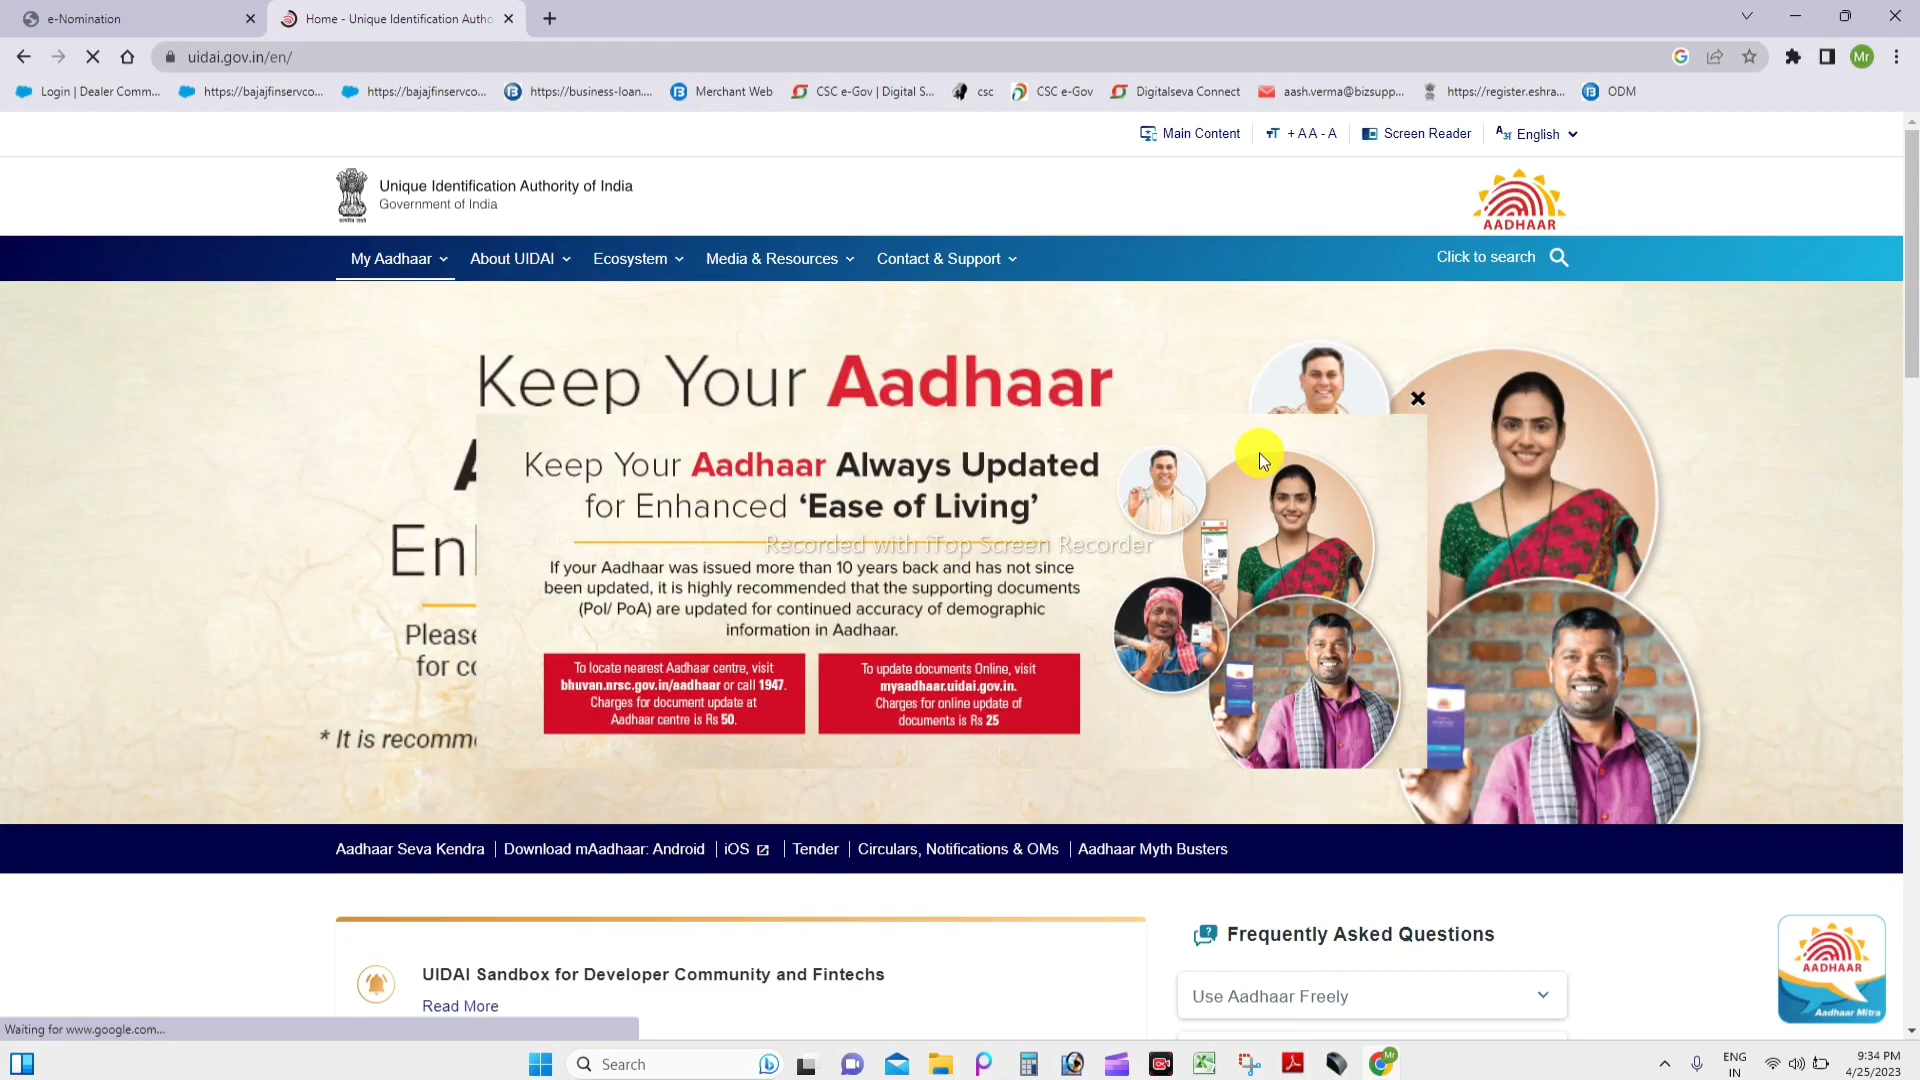 e-Nomination
Home - Unique Identification Autho
uidai.gov.in/en/
Mr
Login | Dealer Comm...
https://bajajfinservco...
https://bajajfinservco...
https://business-loan....
Merchant Web
CSC e-Gov | Digital S...
csc
CSC e-Gov
Digitalseva Connect
aash.verma@bizsupp...
https://register.eshra...
ODM
Main Content
+ A A - A
Screen Reader
English
Unique Identification Authority of India
Government of India
AADHAAR
My Aadhaar
About UIDAI
Ecosystem
Media & Resources
Contact & Support
Click to search
Keep Your Aadhaar
Keep Your Aadhaar Always Updated
for Enhanced ‘Ease of Living’
Recorded with iTop Screen Recorder
If your Aadhaar was issued more than 10 years back and has not since
been updated, it is highly recommended that the supporting documents
(PoI/ PoA) are updated for continued accuracy of demographic
information in Aadhaar.
To locate nearest Aadhaar centre, visit
bhuvan.nrsc.gov.in/aadhaar or call 1947.
Charges for document update at
Aadhaar centre is Rs 50.
To update documents Online, visit
myaadhaar.uidai.gov.in.
Charges for online update of
documents is Rs 25
Please
for co
* It is recomm
Aadhaar Seva Kendra
Download mAadhaar: Android
iOS
Tender
Circulars, Notifications & OMs
Aadhaar Myth Busters
UIDAI Sandbox for Developer Community and Fintechs
Read More
Frequently Asked Questions
Use Aadhaar Freely
AADHAAR
Aadhaar Mitra
Waiting for www.google.com...
Search
ENG
IN
9:34 PM
4/25/2023